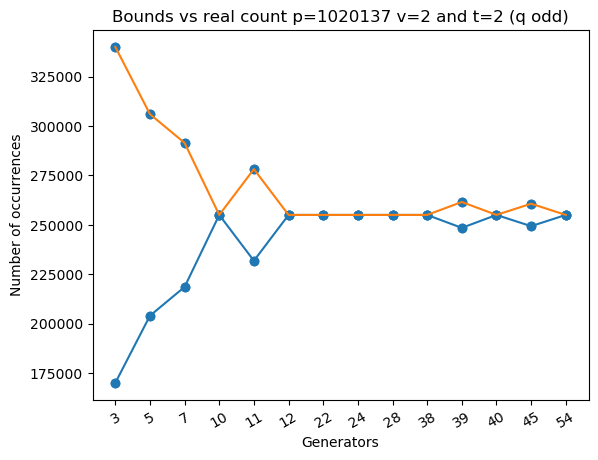 Bounds vs real count p=1020137 v=2 and t=2 (q odd)
Number of occurrences
325000
300000
275000
250000
225000
200000
175000
3 5 7 10 11 12 22 24 28 38 39 40 45 54
Generators